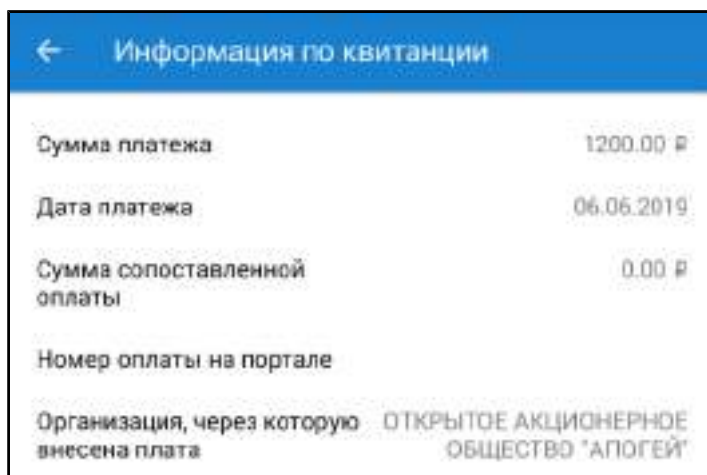 Информация по квитанции
Сумма платежа 1200.00 ₽
Дата платежа 06.06.2019
Сумма сопоставленной 0.00 ₽
оплаты
Номер оплаты на портале
Организация, через которую ОТКРЫТОЕ АКЦИОНЕРНОЕ
внесена плата ОБЩЕСТВО "АПОГЕЙ"